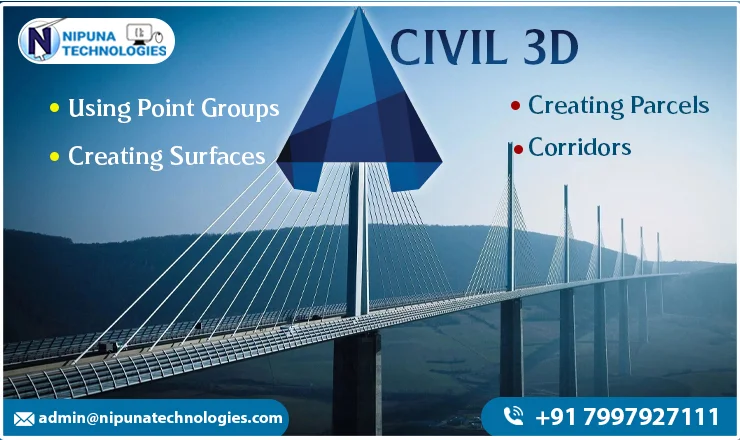 N NIPUNA
TECHNOLOGIES
CIVIL 3D
Using Point Groups
Creating Surfaces
Creating Parcels
Corridors
admin@nipunatechnologies.com
+91 7997927111